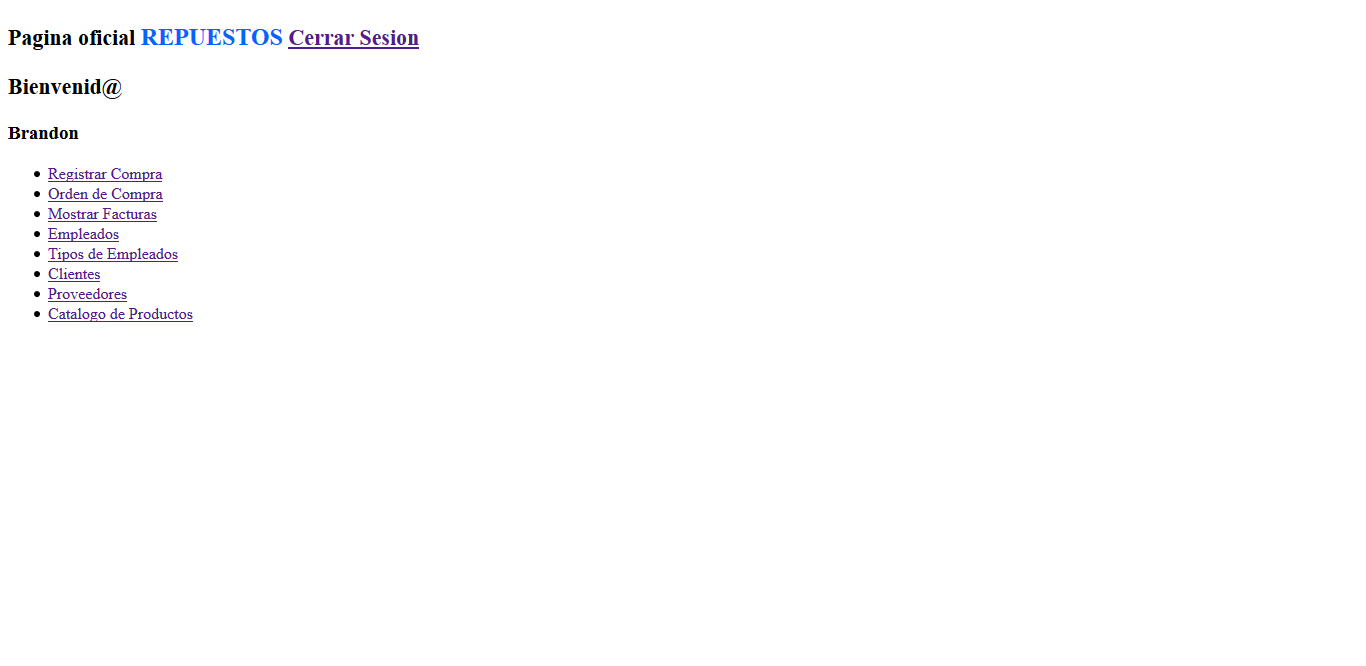 Pagina oficial REPUESTOS Cerrar Sesion
Bienvenid@
Brandon
Registrar Compra
Orden de Compra
Mostrar Facturas
Empleados
Tipos de Empleados
Clientes
Proveedores
Catalogo de Productos